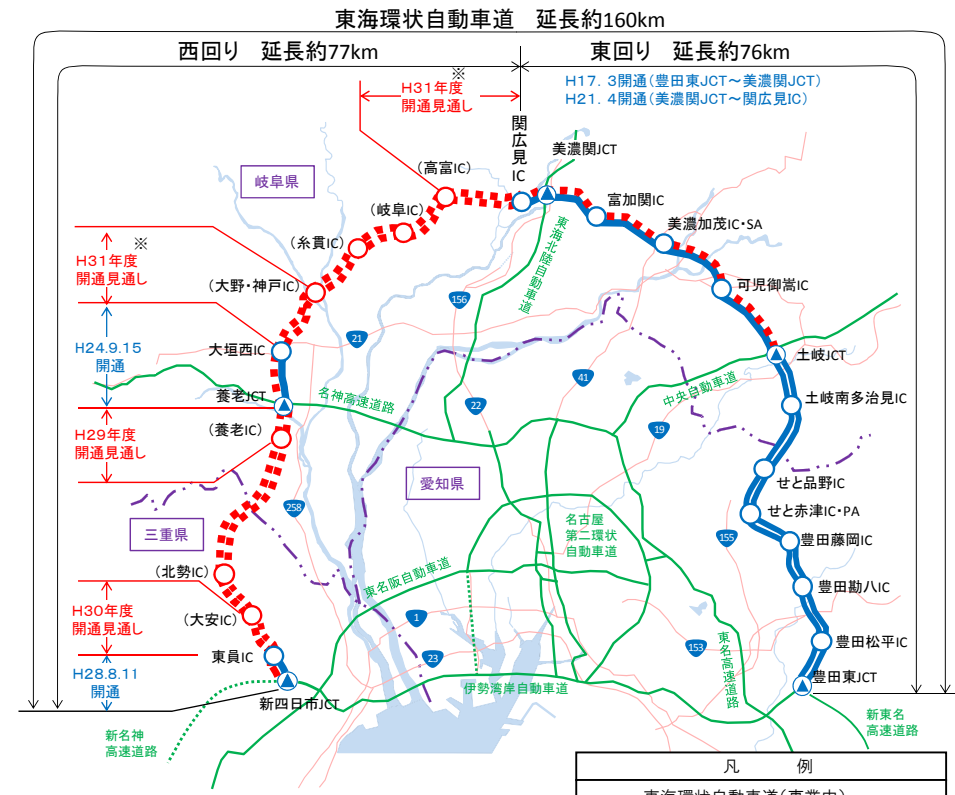 東海環状自動車道　延長約160km
西回り　延長約77km
東回り　延長約76km
※
H31年度
開通見通し
H17.3開通(豊田東JCT～美濃関JCT)
H21.4開通(美濃関JCT～関広見IC)
関広見IC
美濃関JCT
(高富IC)
岐阜県
(岐阜IC)
富加関IC
美濃加茂IC・SA
(糸貫IC)
東海北陸自動車道
※
H31年度
開通見通し
(大野・神戸IC)
可児御嵩IC
156
21
H24.9.15
開通
大垣西IC
土岐JCT
41
中央自動車道
養老JCT
名神高速道路
22
土岐南多治見IC
19
(養老IC)
H29年度
開通見通し
せと品野IC
愛知県
258
せと赤津IC・PA
三重県
名古屋
第二環状
自動車道
155
豊田藤岡IC
(北勢IC)
東名阪自動車道
豊田勘八IC
H30年度
開通見通し
(大安IC)
1
153
東名高速道路
豊田松平IC
東員IC
23
H28.8.11
開通
伊勢湾岸自動車道
豊田東JCT
新四日市JCT
新名神
高速道路
新東名
高速道路
凡　例
東海環状自動車道(事業中)